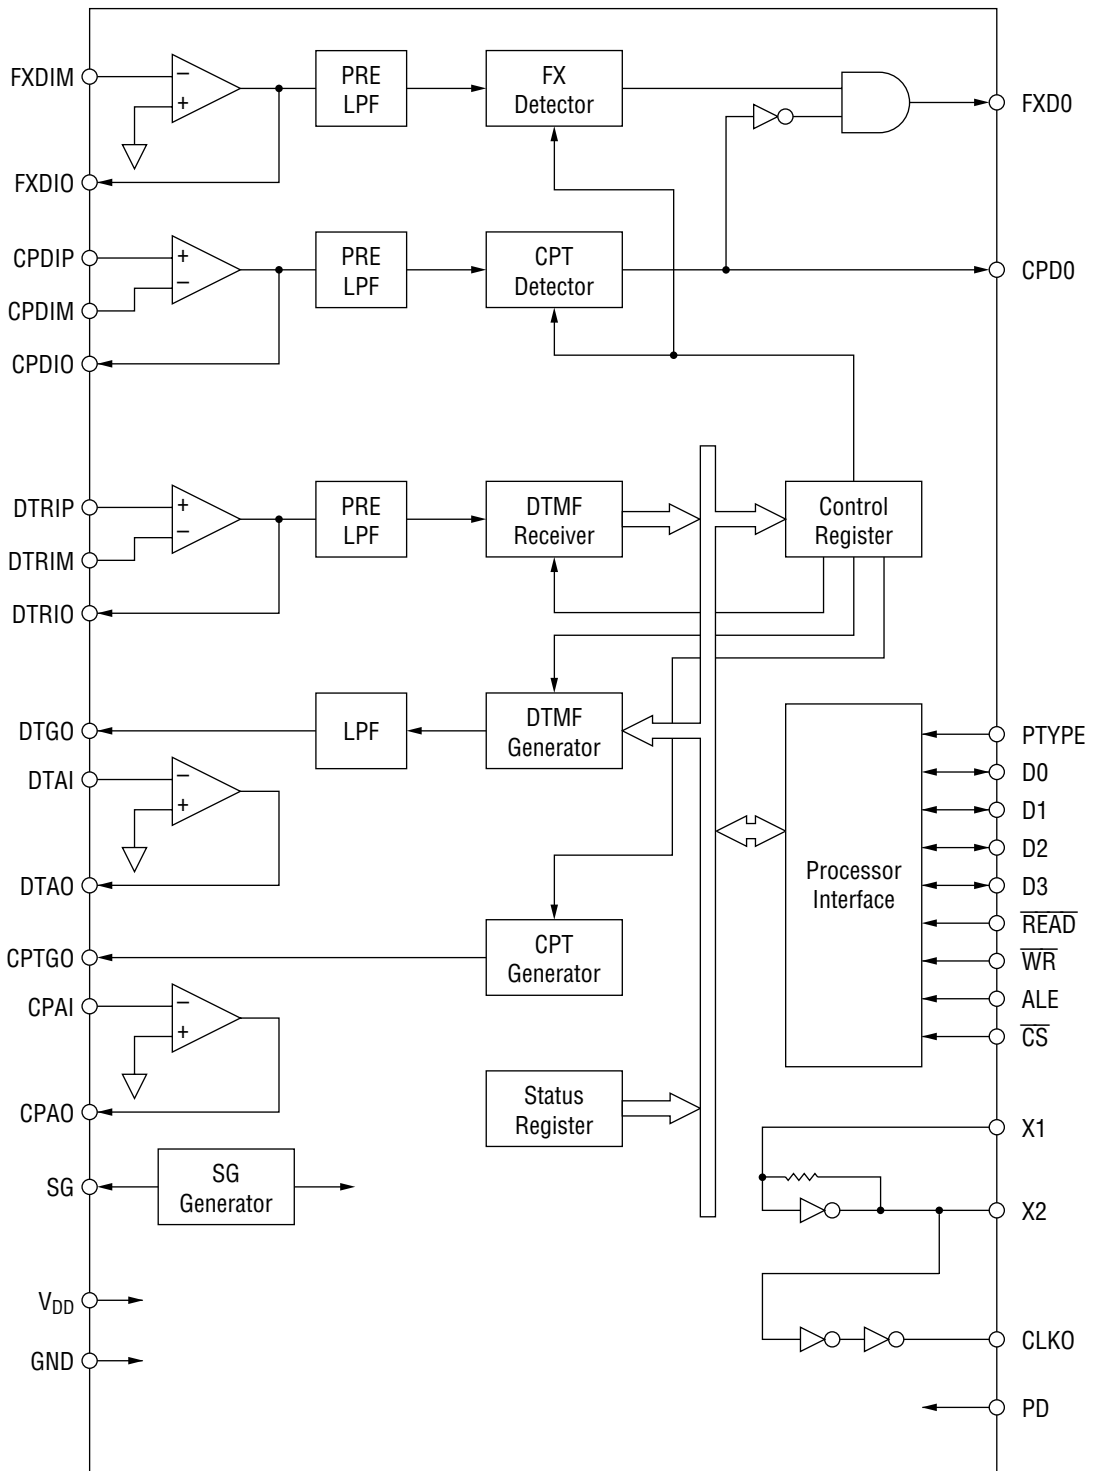 FXDIM
−
+
PRE
LPF
FX
Detector
FXD0
FXDIO
CPDIP
+
−
PRE
LPF
CPT
Detector
CPD0
CPDIM
CPDIO
DTRIP
+
−
PRE
LPF
DTMF
Receiver
Control
Register
DTRIM
DTRIO
DTGO
LPF
DTMF
Generator
DTAI
−
+
DTAO
PTYPE
D0
D1
D2
D3
READ
WR
ALE
CS
Processor
Interface
CPTGO
CPT
Generator
CPAI
−
+
CPAO
Status
Register
SG
SG
Generator
X1
X2
VDD
GND
CLKO
PD